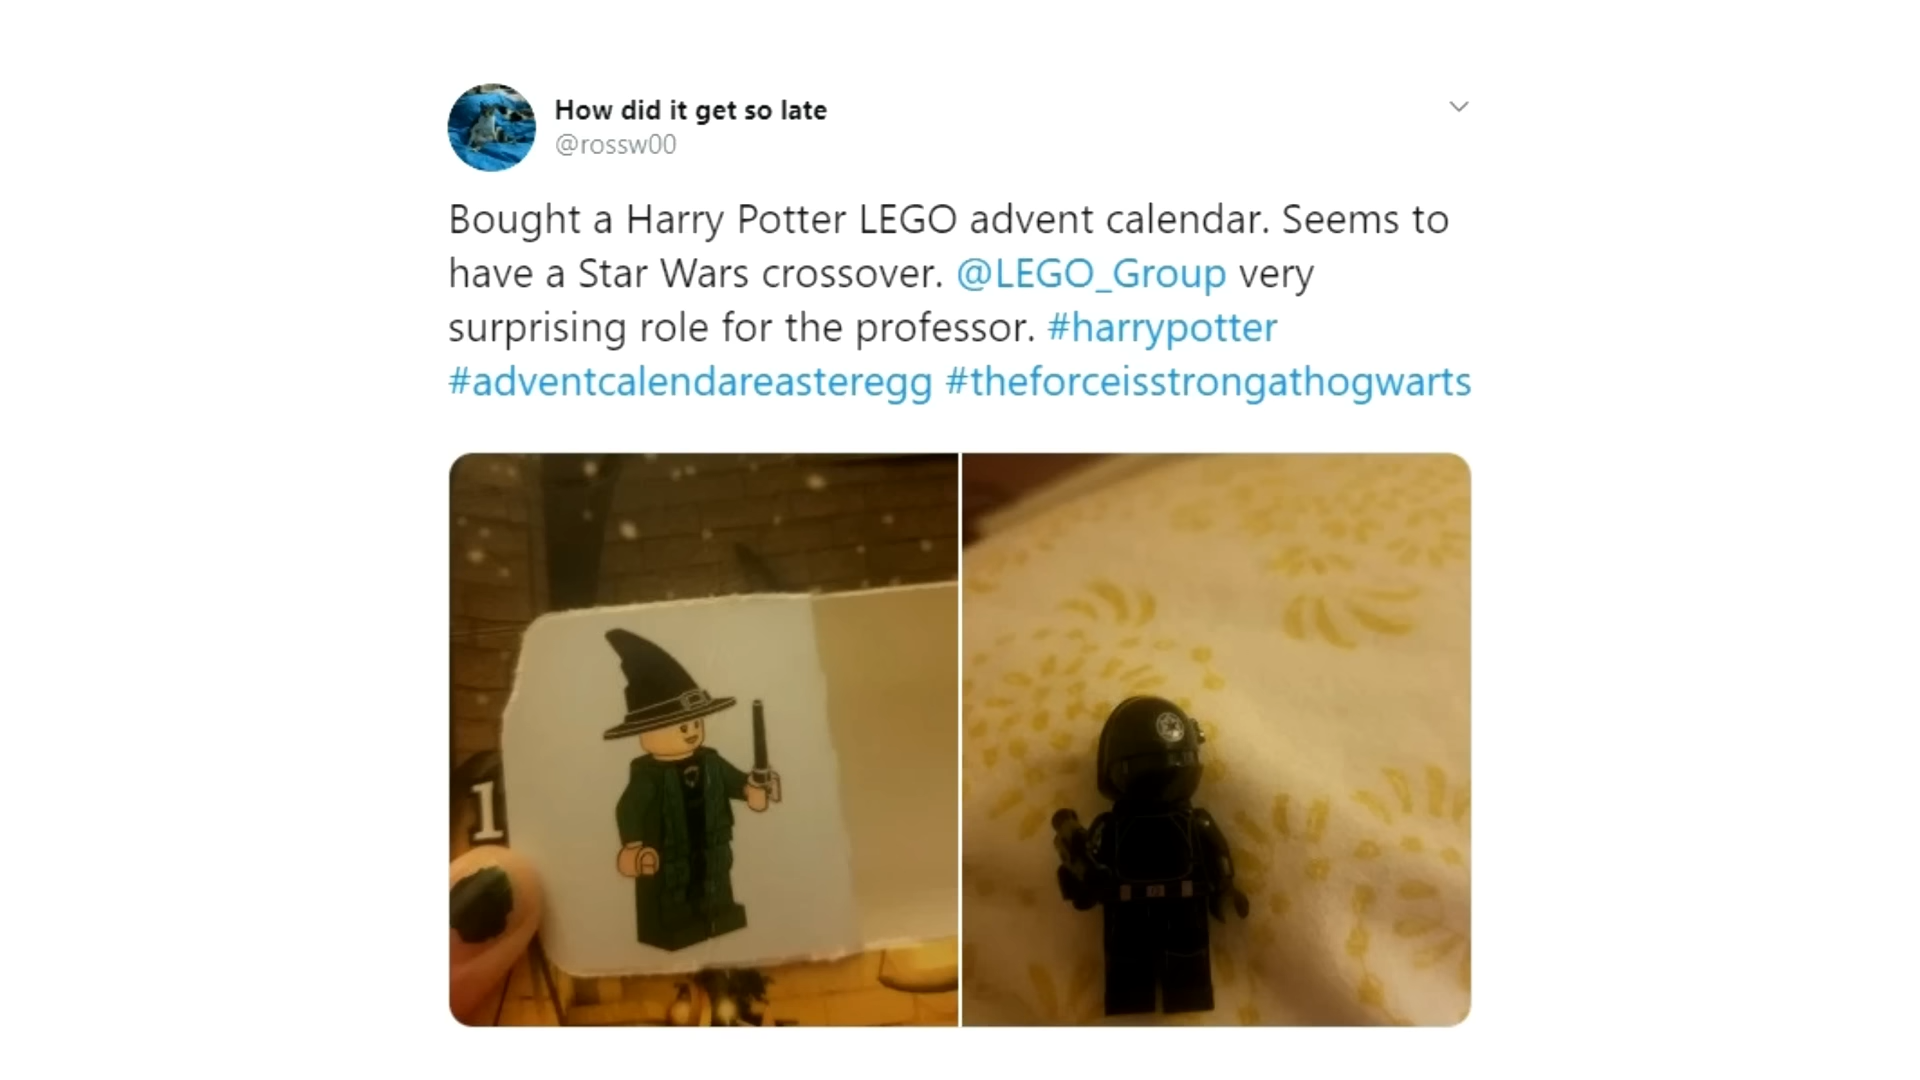 How did it get so late
@rossw00
Bought a Harry Potter LEGO advent calendar. Seems to
have a Star Wars crossover. @LEGO_Group very
surprising role for the professor. #harrypotter
#adventcalendareasteregg #theforceisstrongathogwarts
1